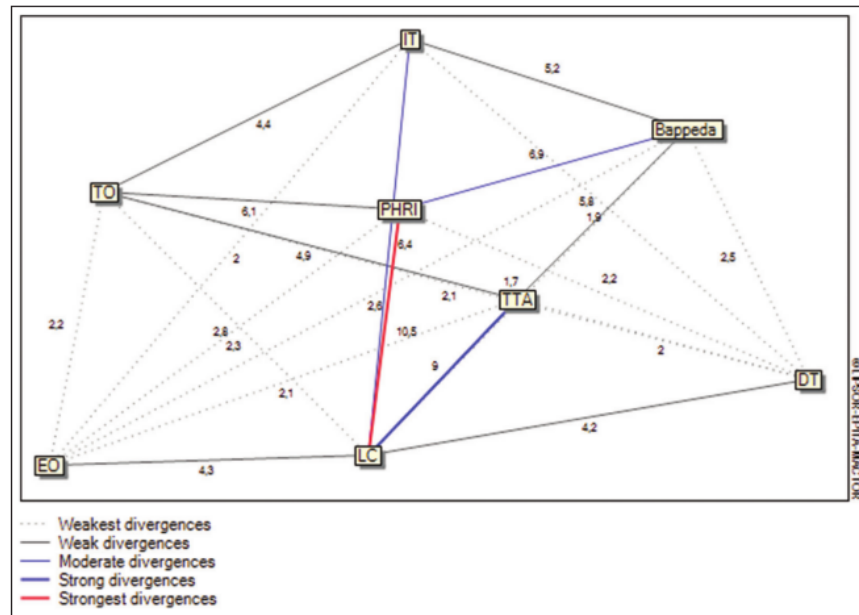 IT
5,2
Bappeda
4,4
6,9
TO
PHRI
6,1
5,8
1,9
6,4
4,9
2
2,5
2,2
1,7
2,1
TTA
2,6
2,2
2,8
10,5
2,3
2
9
DT
2,1
4,2
LC
EO
4,3
Weakest divergences
Weak divergences
Moderate divergences
Strong divergences
Strongest divergences